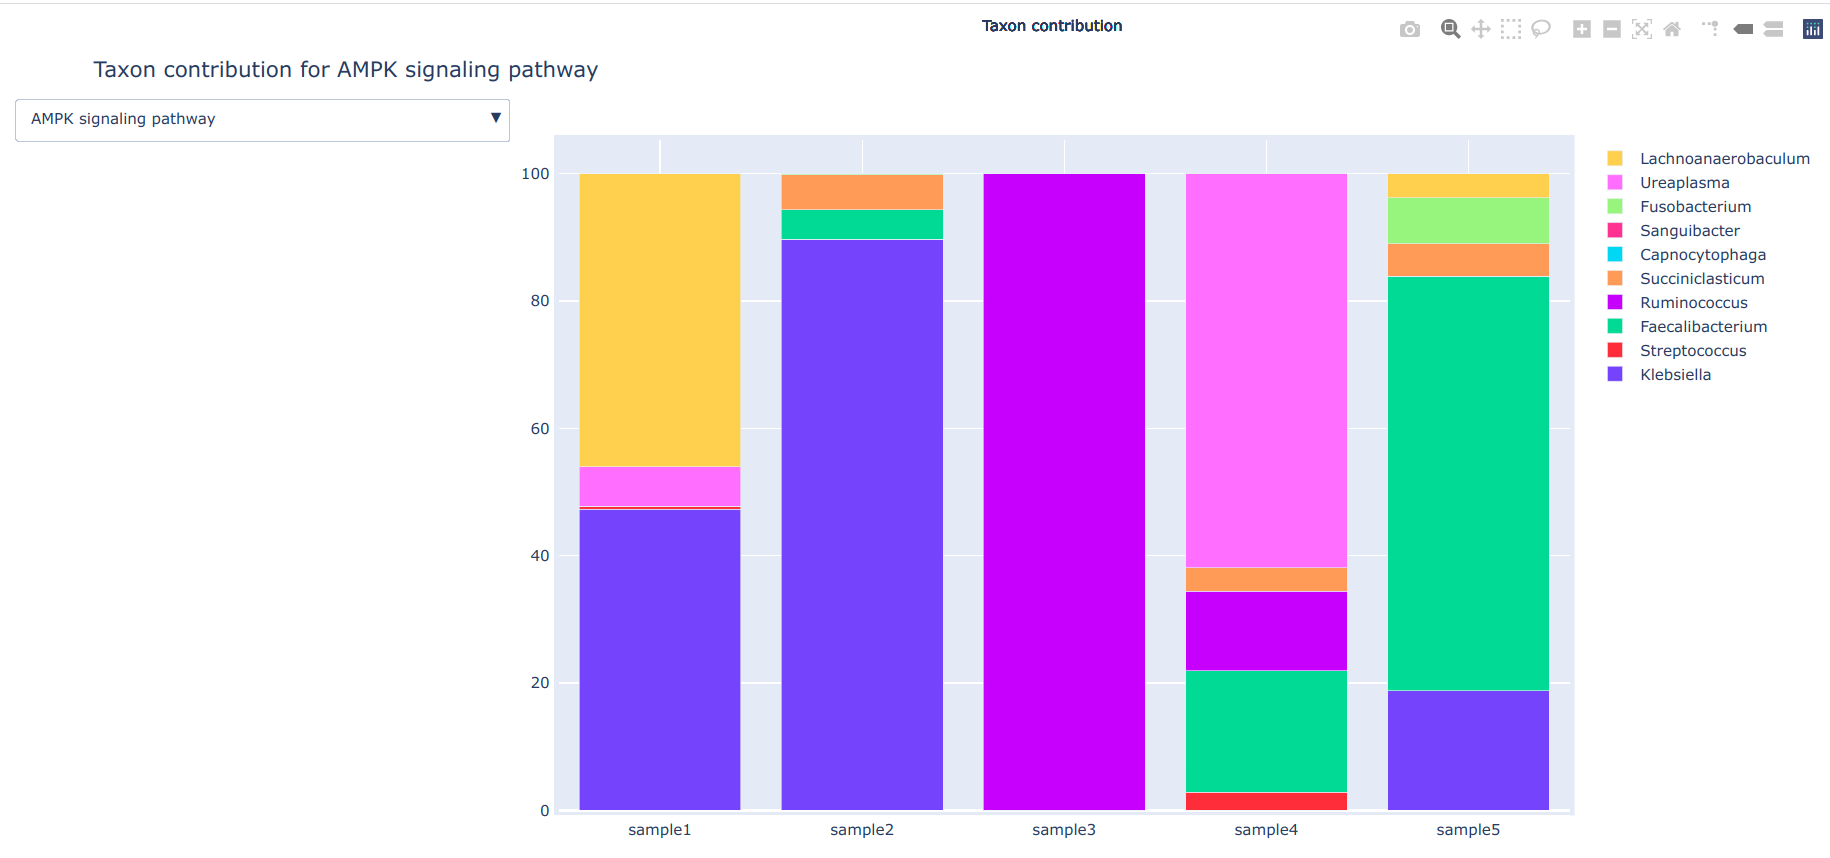 Taxon contribution
Taxon contribution for AMPK signaling pathway
AMPK signaling pathway ▼
100
80
60
40
20
0
sample1
sample2
sample3
sample4
sample5
Lachnoanaerobaculum
Ureaplasma
Fusobacterium
Sanguibacter
Capnocytophaga
Succiniclasticum
Ruminococcus
Faecalibacterium
Streptococcus
Klebsiella